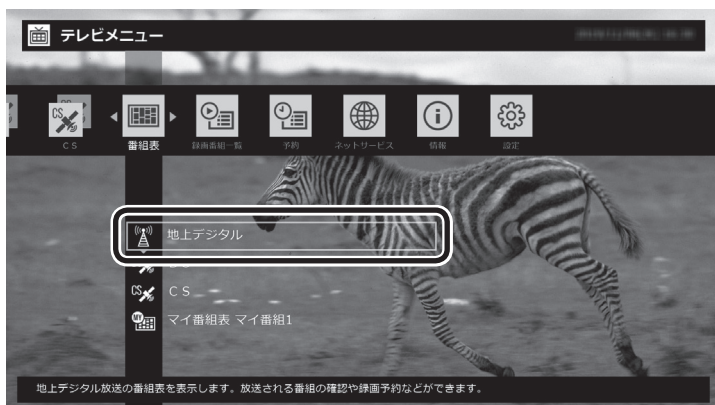 テレビメニュー
CS
CS
番組表
録画番組一覧
予約
ネットサービス
情報
設定
地上デジタル
CS
CS
MY
マイ番組表 マイ番組1
地上デジタル放送の番組表を表示します。放送される番組の確認や録画予約などができます。